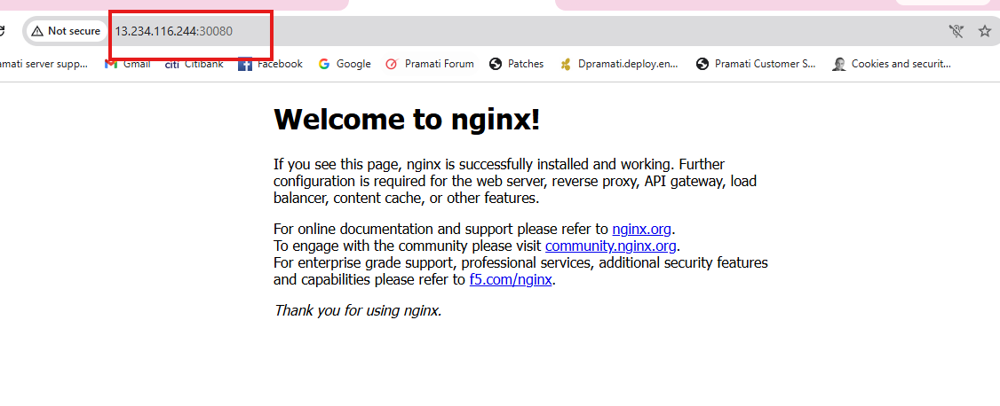 Not secure 13.234.116.244:30080
amati server supp... Gmail citi Citibank Facebook Google Pramati Forum Patches Dpramati.deploy.en... Pramati Customer S... Cookies and securit...
Welcome to nginx!
If you see this page, nginx is successfully installed and working. Further
configuration is required for the web server, reverse proxy, API gateway, load
balancer, content cache, or other features.
For online documentation and support please refer to nginx.org.
To engage with the community please visit community.nginx.org.
For enterprise grade support, professional services, additional security features
and capabilities please refer to f5.com/nginx.
Thank you for using nginx.